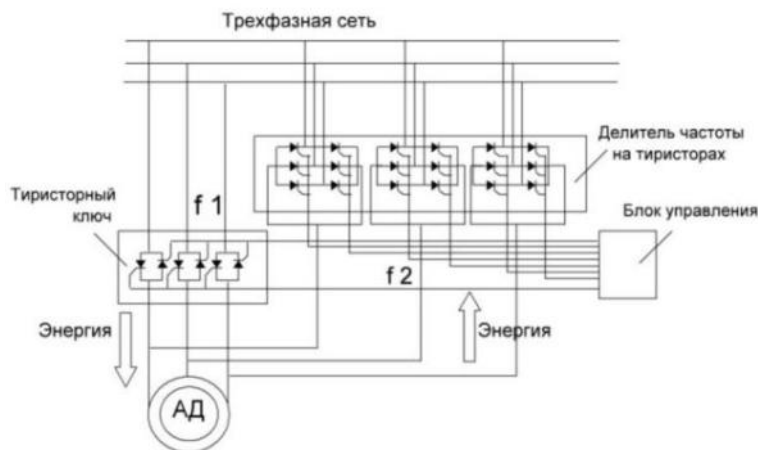 Трехфазная сеть
Делитель частоты
на тиристорах
Тиристорный
ключ
f 1
Блок управления
f 2
Энергия
Энергия
АД